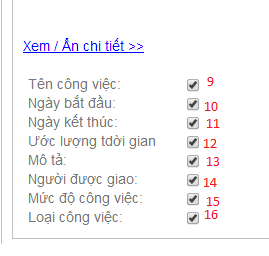 Xem / Ẩn chi tiết >>
Tên công việc: 9
Ngày bắt đầu: 10
Ngày kết thúc: 11
Ước lượng tdời gian 12
Mô tả: 13
Người được giao: 14
Mức độ công việc: 15
Loại công việc: 16